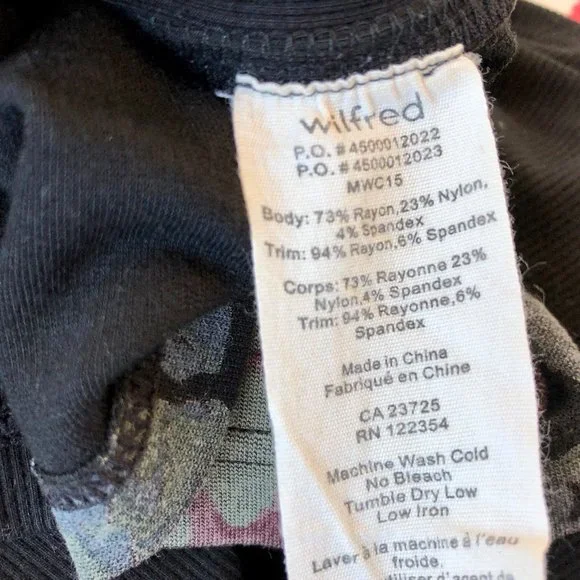 wilfred
P.O. # 4500012022
P.O. # 4500012023
MWC15
Body: 73% Rayon,23% Nylon,
4% Spandex
Trim: 94% Rayon,6% Spandex
Corps: 73% Rayonne 23%
Nylon,4% Spandex
Trim: 94% Rayonne,6%
Spandex
Made in China
Fabriqué en Chine
CA 23725
RN 122354
Machine Wash Cold
No Bleach
Tumble Dry Low
Low Iron
Laver à la machine à l'eau
froide.
d'agent de